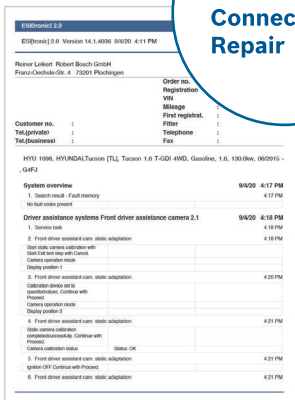 Connec
Repair
ESI[tronic] 2.0
ESI[tronic] 2.0 Version 14.1.4036 9/4/20 4:11 PM
Reiner Leikert Robert Bosch GmbH
Franz-Oechsle-Str. 4 73201 Plochingen
Order no.
Registration
VIN
Mileage :
First registrat. :
Customer no. : Fitter :
Tel.(private) : Telephone :
Tel.(business) : Fax :
HYU 1098, HYUNDAI,Tucson [TL], Tucson 1.6 T-GDI 4WD, Gasoline, 1.6, 130.0kw, 06/2015 -
, G4FJ
System overview 9/4/20 4:17 PM
1. Search result - Fault memory 4:17 PM
No fault codes present
Driver assistance systems Front driver assistance camera 2.1 9/4/20 4:18 PM
1. Service task 4:18 PM
2. Front driver assistant cam. static adaptation 4:18 PM
Start static camera calibration with
Start Exit test step with Cancel.
Camera operation mode
Display position 1
3. Front driver assistant-cam. static adaptation 4:20 PM
Calibration device set to
specified values. Continue with
Proceed.
Camera operation mode
Display position 2
4. Front driver assistant-cam. static adaptation 4:21 PM
Static camera calibration
completed successfully. Continue with
Proceed.
Camera calibration status Status: OK
5. Front driver assistant-cam. static adaptation 4:21 PM
ignition OFF Continue with Proceed.
6. Front driver assistant-cam. static adaptation 4:21 PM